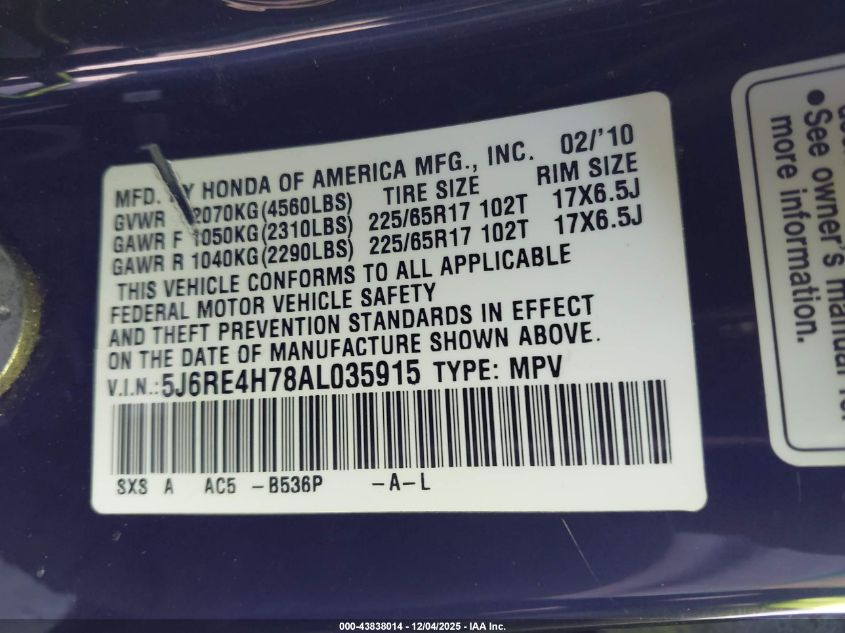 MFD. BY HONDA OF AMERICA MFG., INC. 02/'10
GVWR 2070KG(4560LBS) TIRE SIZE RIM SIZE
GAWR F 1050KG(2310LBS) 225/65R17 102T 17X6.5J
GAWR R 1040KG(2290LBS) 225/65R17 102T 17X6.5J
THIS VEHICLE CONFORMS TO ALL APPLICABLE
FEDERAL MOTOR VEHICLE SAFETY
AND THEFT PREVENTION STANDARDS IN EFFECT
ON THE DATE OF MANUFACTURE SHOWN ABOVE.
V.I.N.:5J6RE4H78AL035915 TYPE: MPV
SXS A AC5 -B536P -A-L
•See owner's manual for
more information.
000-43838014 - 12/04/2025 - IAA Inc.